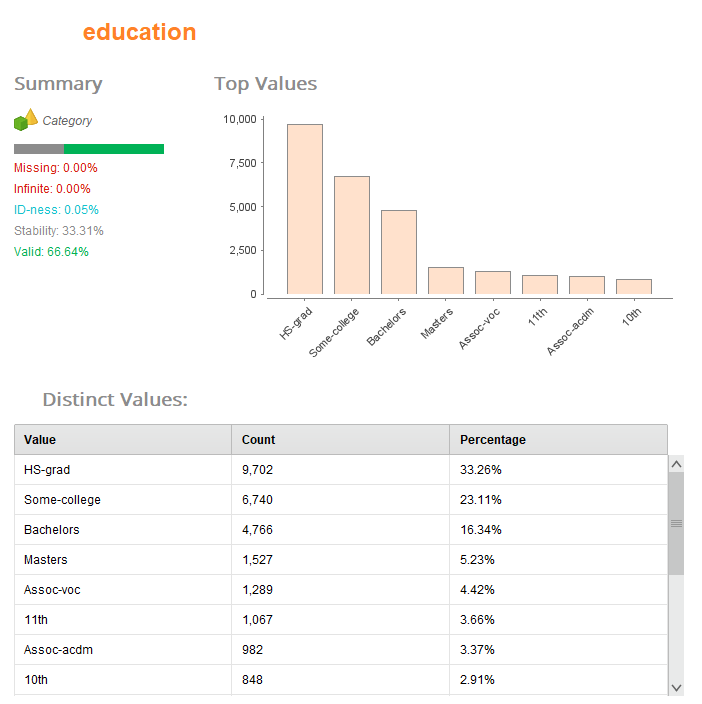 education
Summary
Category
Missing: 0.00%
Infinite: 0.00%
ID-ness: 0.05%
Stability: 33.31%
Valid: 66.64%
Top Values
10,000
7,500
5,000
2,500
0
HS-grad
Some-college
Bachelors
Masters
Assoc-voc
11th
Assoc-acdm
10th
Distinct Values:
Value Count Percentage
HS-grad 9,702 33.26%
Some-college 6,740 23.11%
Bachelors 4,766 16.34%
Masters 1,527 5.23%
Assoc-voc 1,289 4.42%
11th 1,067 3.66%
Assoc-acdm 982 3.37%
10th 848 2.91%